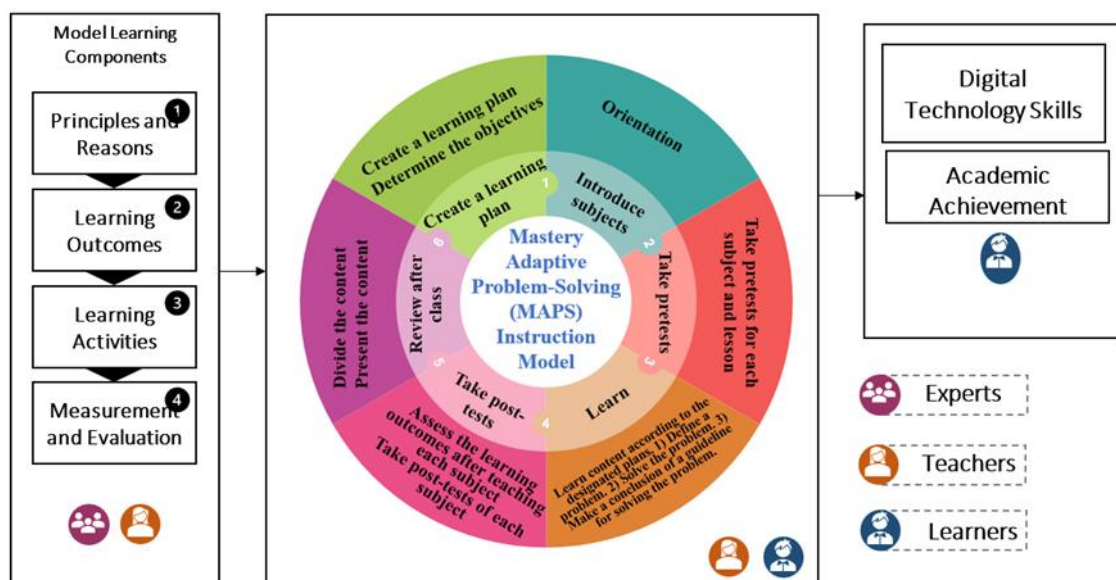 Model Learning
Components
1
Principles and
Reasons
2
Learning
Outcomes
3
Learning
Activities
4
Measurement
and Evaluation
Create a learning plan
Determine the objectives
Orientation
Take pretests for each
subject and lesson
Learn content according to the
designated plans, 1) Define a
problem. 2) Solve the problem. 3)
Make a conclusion of a guideline
for solving the problem.
Assess the learning
outcomes after teaching
each subject
Take post-tests of each
subject
Divide the content
Present the content
1
Create a learning
plan
Introduce
subjects
2
Take pretests
3
Learn
4
Take post-
tests
5
Review after
class
6
Mastery
Adaptive
Problem-Solving
(MAPS)
Instruction
Model
Digital
Technology Skills
Academic
Achievement
Experts
Teachers
Learners